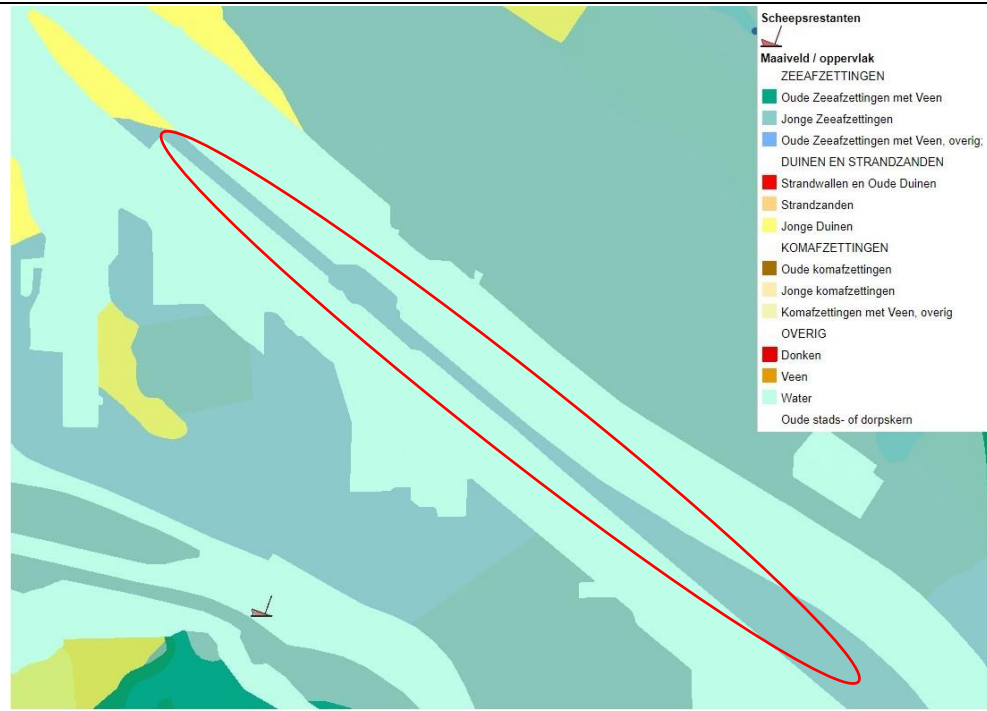 Scheepsrestanten
Maaiveld / oppervlak
ZEEAFZETTINGEN
Oude Zeeafzettingen met Veen
Jonge Zeeafzettingen
Oude Zeeafzettingen met Veen, overig;
DUINEN EN STRANDZANDEN
Strandwallen en Oude Duinen
Strandzanden
Jonge Duinen
KOMAFZETTINGEN
Oude komafzettingen
Jonge komafzettingen
Komafzettingen met Veen, overig
OVERIG
Donken
Veen
Water
Oude stads- of dorpskern